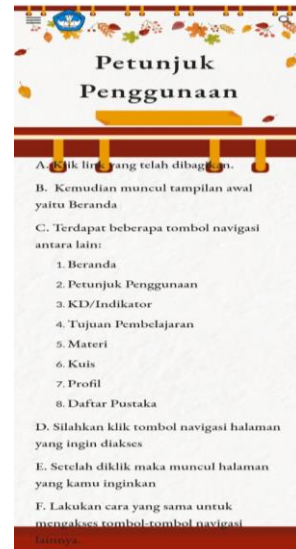 Petunjuk
Penggunaan
A. Klik link yang telah dibagikan.
B. Kemudian muncul tampilan awal
yaitu Beranda
C. Terdapat beberapa tombol navigasi
antara lain:
1. Beranda
2. Petunjuk Penggunaan
3. KD/Indikator
4. Tujuan Pembelajaran
5. Materi
6. Kuis
7. Profil
8. Daftar Pustaka
D. Silahkan klik tombol navigasi halaman
yang ingin diakses
E. Setelah diklik maka muncul halaman
yang kamu inginkan
F. Lakukan cara yang sama untuk
mengakses tombol-tombol navigasi
lainnya.